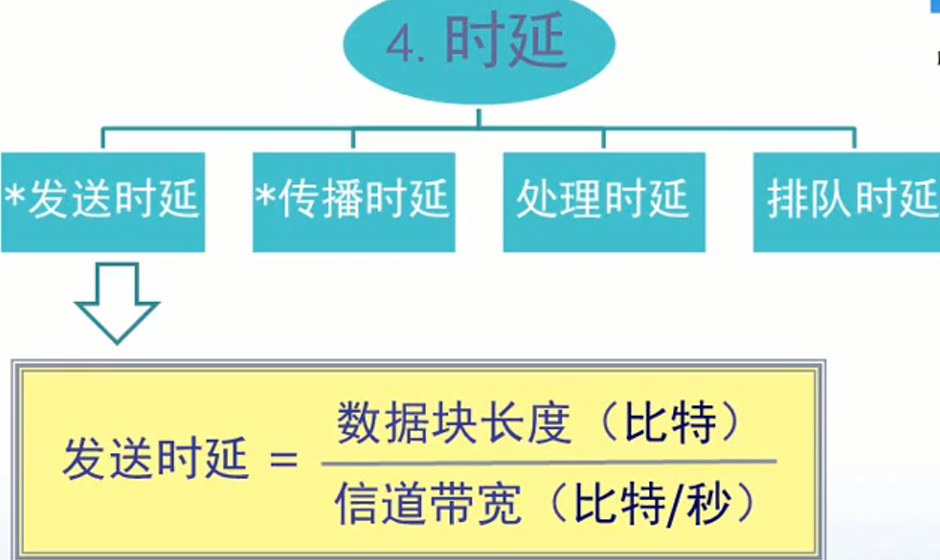 4. 时延
*发送时延
*传播时延
处理时延
排队时延
发送时延 =
数据块长度（比特）
信道带宽（比特/秒）